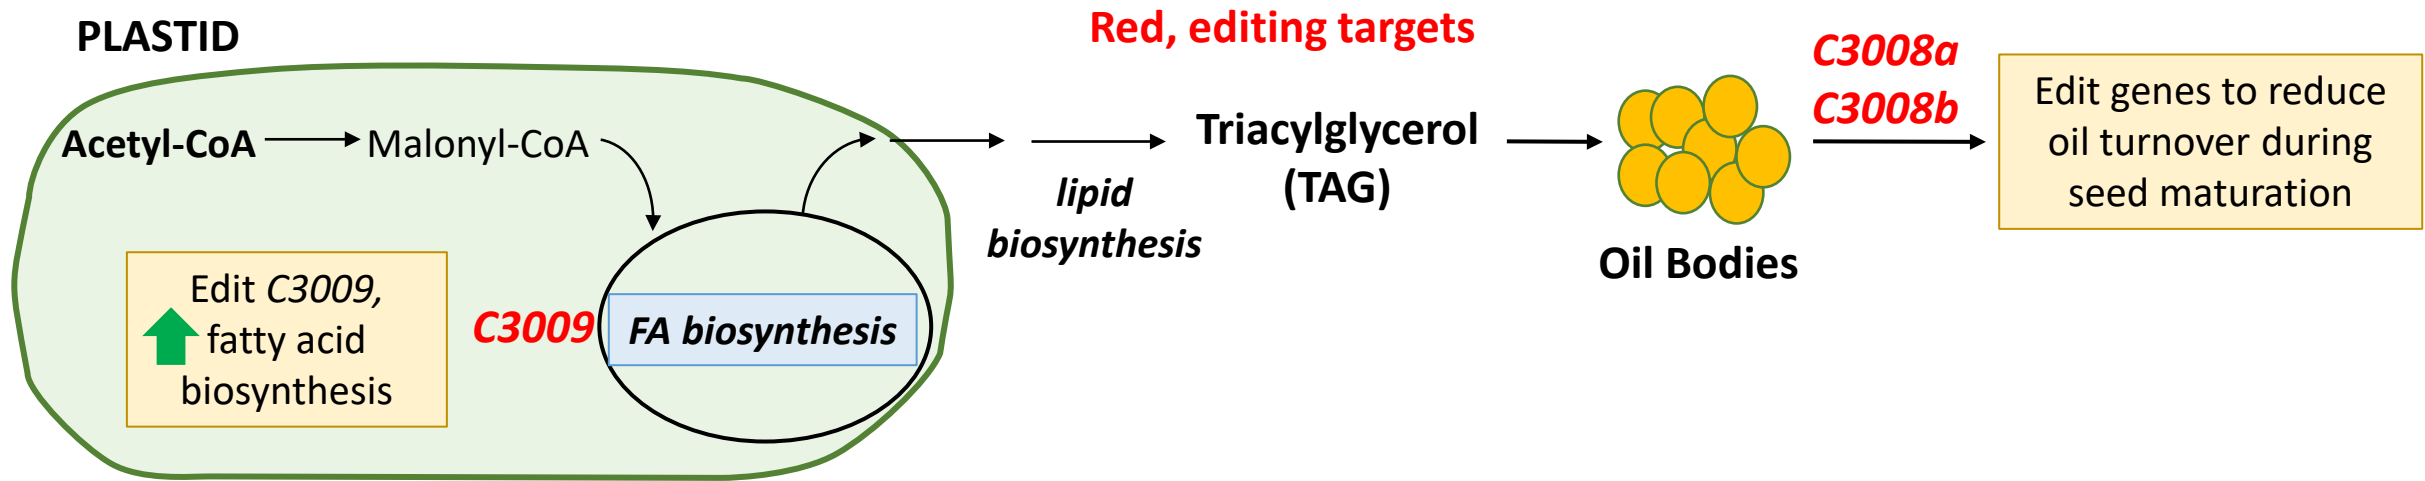 PLASTID
Red, editing targets
Acetyl-CoA
Malonyl-CoA
Edit C3009,
fatty acid
biosynthesis
C3009
FA biosynthesis
lipid
biosynthesis
Triacylglycerol
(TAG)
Oil Bodies
C3008a
C3008b
Edit genes to reduce
oil turnover during
seed maturation